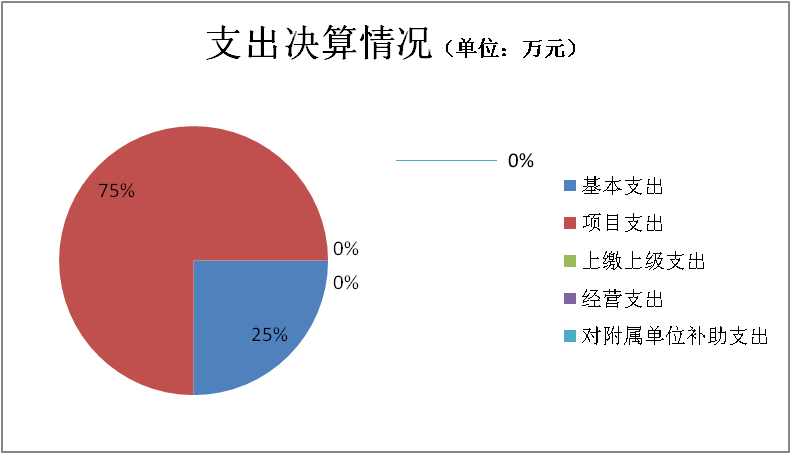 支出决算情况（单位：万元）
75%
0%
0%
0%
25%
基本支出
项目支出
上缴上级支出
经营支出
对附属单位补助支出